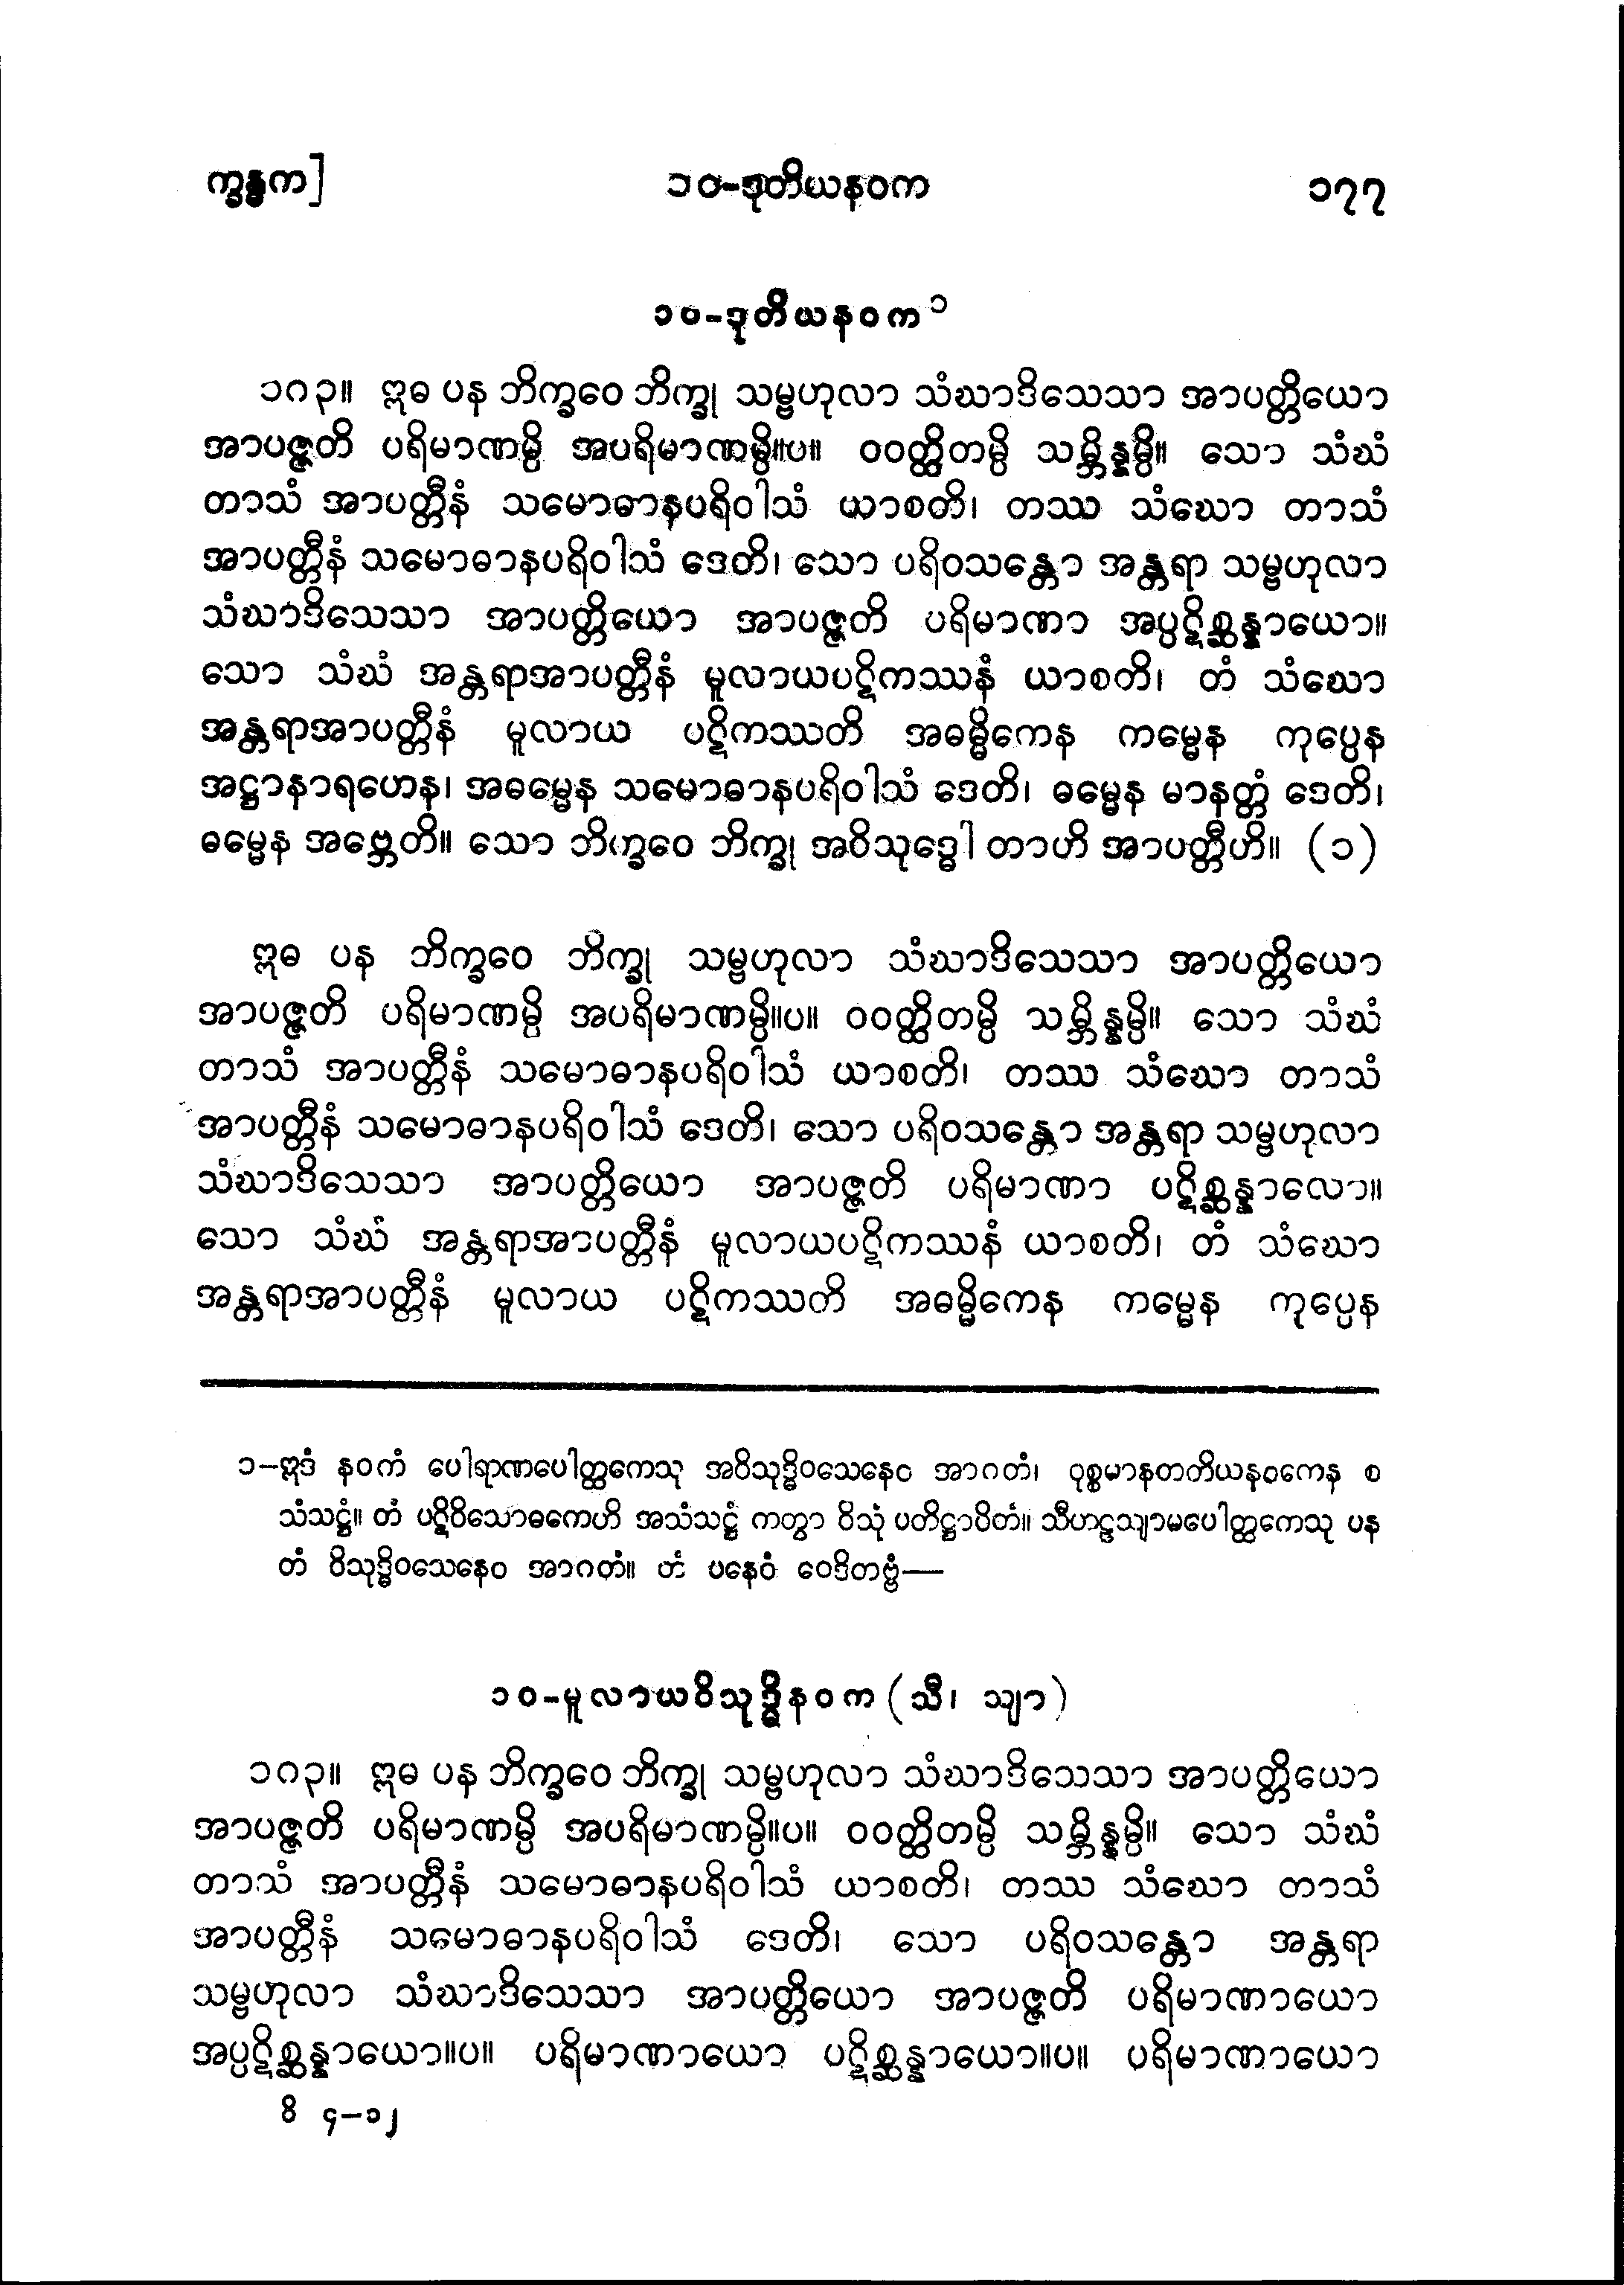 က္ခန္ဓက]
၁၀-ဒုတိယနဝက
၁၇၇
၁၀-ဒုတိယနဝက ၁
၁၈၃။ ဣဓ ပန ဘိက္ခဝေ ဘိက္ခု သမ္ဗဟုလာ သံဃာဒိသေသာ အာပတ္တိယော
အာပဇ္ဇတိ ပရိမာဏမ္ပိ အပရိမာဏမ္ပိ။ပ။ ဝဝတ္ထိတမ္ပိ သမ္ဘိန္နမ္ပိ။ သော သံဃံ
တာသံ အာပတ္တီနံ သမောဓာနပရိဝါသံ ယာစတိ၊ တဿ သံဃော တာသံ
အာပတ္တီနံ သမောဓာနပရိဝါသံ ဒေတိ၊ သော ပရိဝသန္တော အန္တရာ သမ္ဗဟုလာ
သံဃာဒိသေသာ အာပတ္တိယော အာပဇ္ဇတိ ပရိမာဏာ အပ္ပဋိစ္ဆန္နာယော။
သော သံဃံ အန္တရာအာပတ္တီနံ မူလာယပဋိကဿနံ ယာစတိ၊ တံ သံဃော
အန္တရာအာပတ္တီနံ မူလာယ ပဋိကဿတိ အဓမ္မိကေန ကမ္မေန ကုပ္ပေန
အဋ္ဌာနာရဟေန၊ အဓမ္မေန သမောဓာနပရိဝါသံ ဒေတိ၊ ဓမ္မေန မာနတ္တံ ဒေတိ၊
ဓမ္မေန အဗ္ဘေတိ။ သော ဘိက္ခဝေ ဘိက္ခု အဝိသုဒ္ဓေါ တာဟိ အာပတ္တီဟိ။ (၁)
ဣဓ ပန ဘိက္ခဝေ ဘိက္ခု သမ္ဗဟုလာ သံဃာဒိသေသာ အာပတ္တိယော
အာပဇ္ဇတိ ပရိမာဏမ္ပိ အပရိမာဏမ္ပိ။ပ။ ဝဝတ္ထိတမ္ပိ သမ္ဘိန္နမ္ပိ။ သော သံဃံ
တာသံ အာပတ္တီနံ သမောဓာနပရိဝါသံ ယာစတိ၊ တဿ သံဃော တာသံ
အာပတ္တီနံ သမောဓာနပရိဝါသံ ဒေတိ၊ သော ပရိဝသန္တော အန္တရာ သမ္ဗဟုလာ
သံဃာဒိသေသာ အာပတ္တိယော အာပဇ္ဇတိ ပရိမာဏာ ပဋိစ္ဆန္နာလော။
သော သံဃံ အန္တရာအာပတ္တီနံ မူလာယပဋိကဿနံ ယာစတိ၊ တံ သံဃော
အန္တရာအာပတ္တီနံ မူလာယ ပဋိကဿတိ အဓမ္မိကေန ကမ္မေန ကုပ္ပေန
၁—ဣဒံ နဝကံ ပေါရာဏပေါတ္ထကေသု အဝိသုဒ္ဓိဝသေနေဝ အာဂတံ၊ ဝုစ္စမာနတတိယနဝကေန စ
သံသဋ္ဌံ။ တံ ပဋိဝိသောဓကေဟိ အသံသဋ္ဌံ ကတွာ ဝိသုံ ပတိဋ္ဌာပိတံ။ သီဟဠသျာမပေါတ္ထကေသု ပန
တံ ဝိသုဒ္ဓိဝသေနေဝ အာဂတံ။ တံ ပနေဝံ ဝေဒိတဗ္ဗံ—
၁၀-မူလာယဝိသုဒ္ဓိနဝက (သီ၊ သျာ)
၁၈၃။ ဣဓ ပန ဘိက္ခဝေ ဘိက္ခု သမ္ဗဟုလာ သံဃာဒိသေသာ အာပတ္တိယော
အာပဇ္ဇတိ ပရိမာဏမ္ပိ အပရိမာဏမ္ပိ။ပ။ ဝဝတ္ထိတမ္ပိ သမ္ဘိန္နမ္ပိ။ သော သံဃံ
တာသံ အာပတ္တီနံ သမောဓာနပရိဝါသံ ယာစတိ၊ တဿ သံဃော တာသံ
အာပတ္တီနံ သမောဓာနပရိဝါသံ ဒေတိ၊ သော ပရိဝသန္တော အန္တရာ
သမ္ဗဟုလာ သံဃာဒိသေသာ အာပတ္တိယော အာပဇ္ဇတိ ပရိမာဏာယော
အပ္ပဋိစ္ဆန္နာယော။ပ။ ပရိမာဏာယော ပဋိစ္ဆန္နာယော။ပ။ ပရိမာဏာယော
ဝိ ၄—၁၂